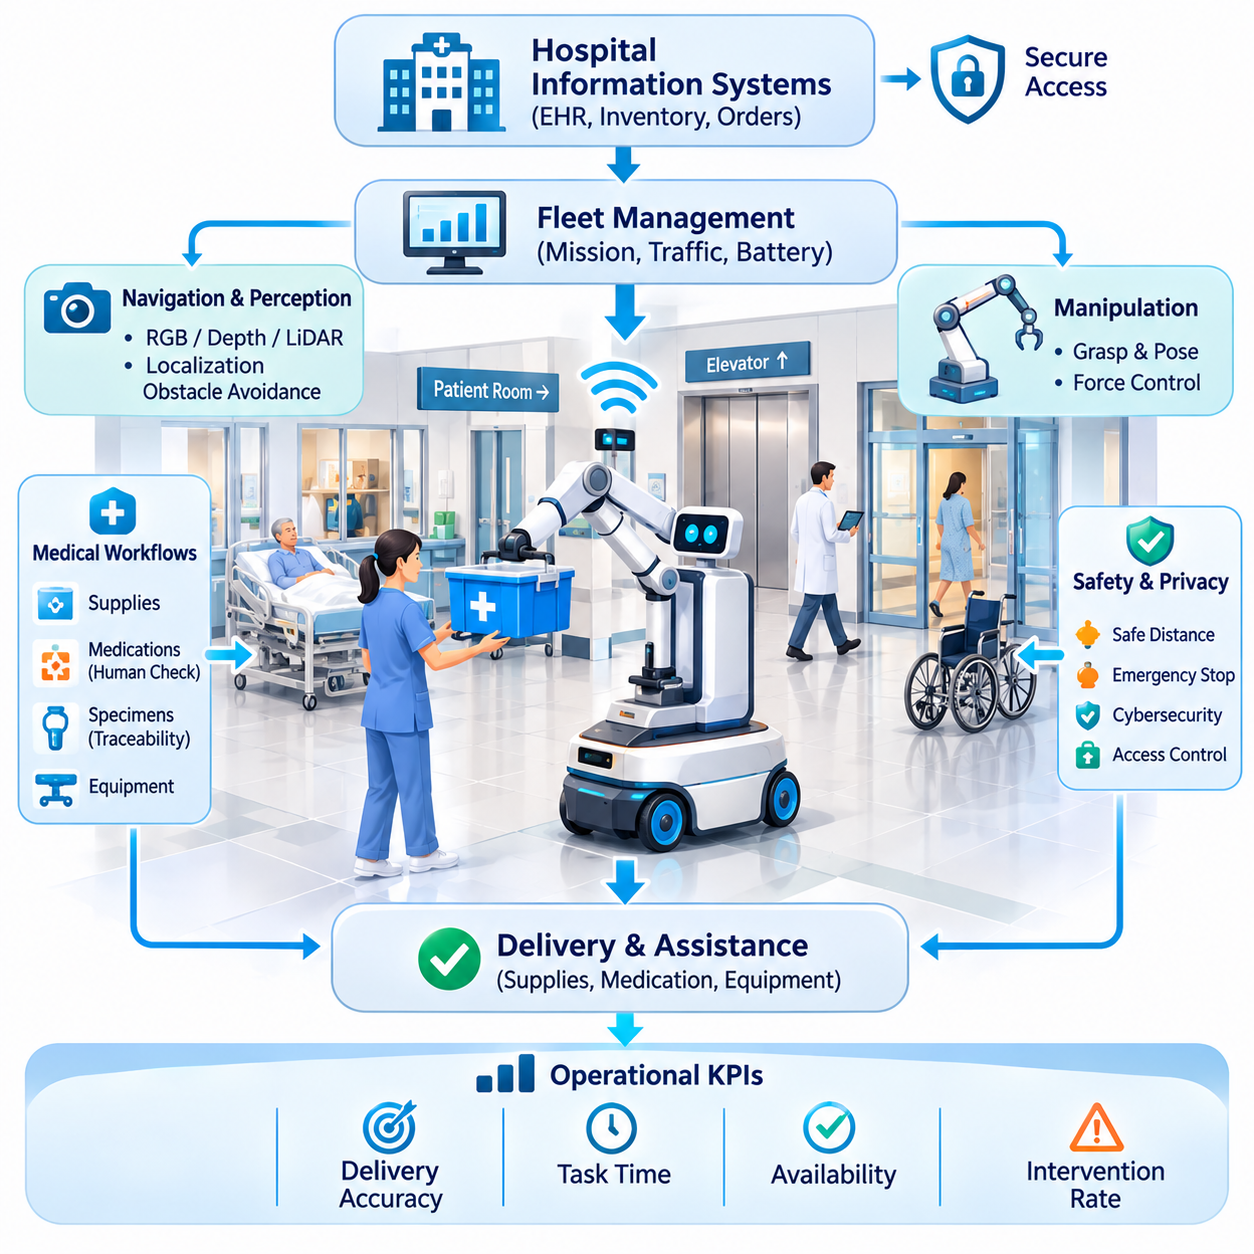 Hospital
Information Systems
(EHR, Inventory, Orders)
Secure
Access
Fleet Management
(Mission, Traffic, Battery)
Navigation & Perception
• RGB / Depth / LiDAR
• Localization
Obstacle Avoidance
Manipulation
• Grasp & Pose
• Force Control
Patient Room →
Elevator ↑
Medical Workflows
Supplies
Medications
(Human Check)
Specimens
(Traceability)
Equipment
Safety & Privacy
Safe Distance
Emergency Stop
Cybersecurity
Access Control
Delivery & Assistance
(Supplies, Medication, Equipment)
Operational KPIs
Delivery
Accuracy
Task Time
Availability
Intervention
Rate